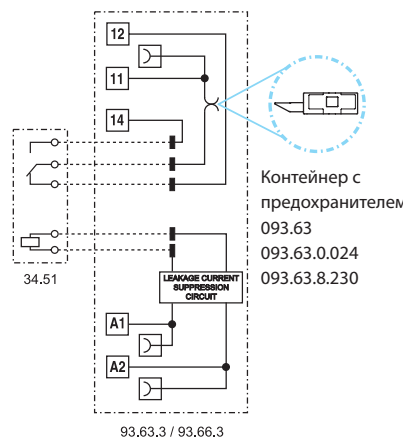 12
11
14
Контейнер с
предохранителем
093.63
093.63.0.024
093.63.8.230
34.51
LEAKAGE CURRENT
SUPPRESSION
CIRCUIT
A1
A2
93.63.3 / 93.66.3